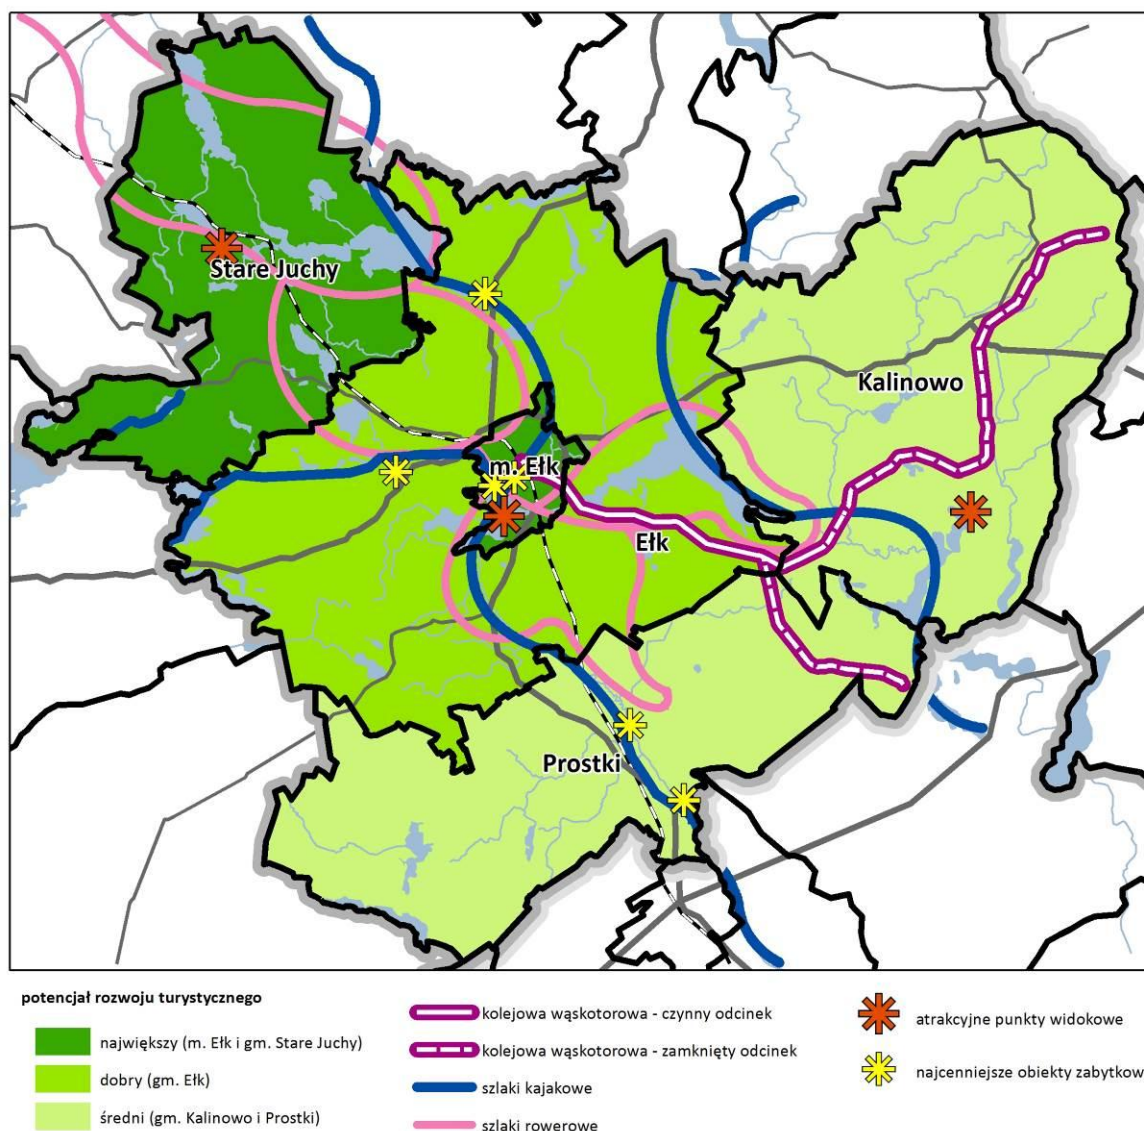 Stare Juchy
Kalinowo
m. Ełk
Ełk
Prostki
potencjał rozwoju turystycznego
największy (m. Ełk i gm. Stare Juchy)
dobry (gm. Ełk)
średni (gm. Kalinowo i Prostki)
kolejowa wąskotorowa - czynny odcinek
kolejowa wąskotorowa - zamknięty odcinek
szlaki kajakowe
szlaki rowerowe
atrakcyjne punkty widokowe
najcenniejsze obiekty zabytkow